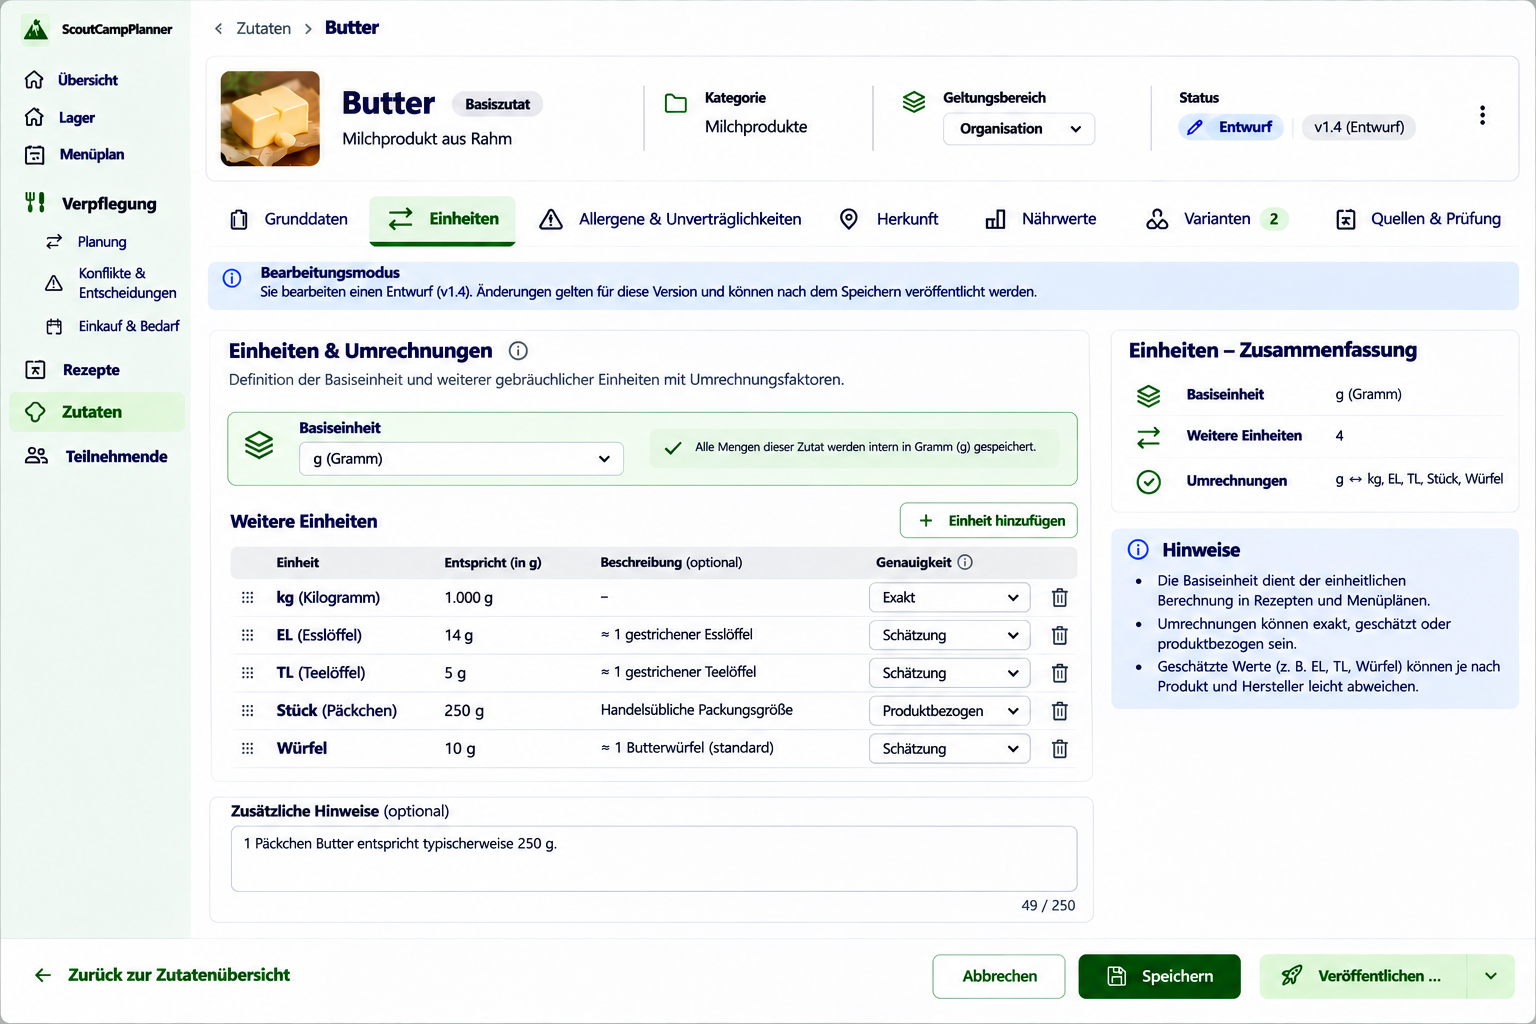 ScoutCampPlanner
Übersicht
Lager
Menüplan
Verpflegung
Planung
Konflikte &
Entscheidungen
Einkauf & Bedarf
Rezepte
Zutaten
Teilnehmende
Zutaten
Butter
Butter
Basiszutat
Milchprodukt aus Rahm
Kategorie
Milchprodukte
Geltungsbereich
Organisation
Status
Entwurf
v1.4 (Entwurf)
Grunddaten
Einheiten
Allergene & Unverträglichkeiten
Herkunft
Nährwerte
Varianten 2
Quellen & Prüfung
Bearbeitungsmodus
Sie bearbeiten einen Entwurf (v1.4). Änderungen gelten für diese Version und können nach dem Speichern veröffentlicht werden.
Einheiten & Umrechnungen
Definition der Basiseinheit und weiterer gebräuchlicher Einheiten mit Umrechnungsfaktoren.
Basiseinheit
g (Gramm)
Alle Mengen dieser Zutat werden intern in Gramm (g) gespeichert.
Weitere Einheiten
+ Einheit hinzufügen
Einheit Entspricht (in g) Beschreibung (optional) Genauigkeit
kg (Kilogramm) 1.000 g – Exakt
EL (Esslöffel) 14 g ≈ 1 gestrichener Esslöffel Schätzung
TL (Teelöffel) 5 g ≈ 1 gestrichener Teelöffel Schätzung
Stück (Päckchen) 250 g Handelsübliche Packungsgröße Produktbezogen
Würfel 10 g ≈ 1 Butterwürfel (standard) Schätzung
Zusätzliche Hinweise (optional)
1 Päckchen Butter entspricht typischerweise 250 g.
49 / 250
Einheiten – Zusammenfassung
Basiseinheit g (Gramm)
Weitere Einheiten 4
Umrechnungen g ↔ kg, EL, TL, Stück, Würfel
Hinweise
• Die Basiseinheit dient der einheitlichen
Berechnung in Rezepten und Menüplänen.
• Umrechnungen können exakt, geschätzt oder
produktbezogen sein.
• Geschätzte Werte (z. B. EL, TL, Würfel) können je nach
Produkt und Hersteller leicht abweichen.
Zurück zur Zutatenübersicht
Abbrechen
Speichern
Veröffentlichen ...